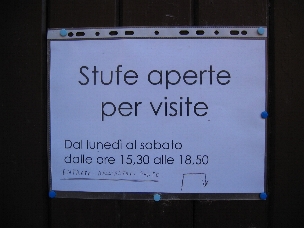 Stufe aperte
per visite
Dal lunedì al sabato
dalle ore 15,30 alle 18.50